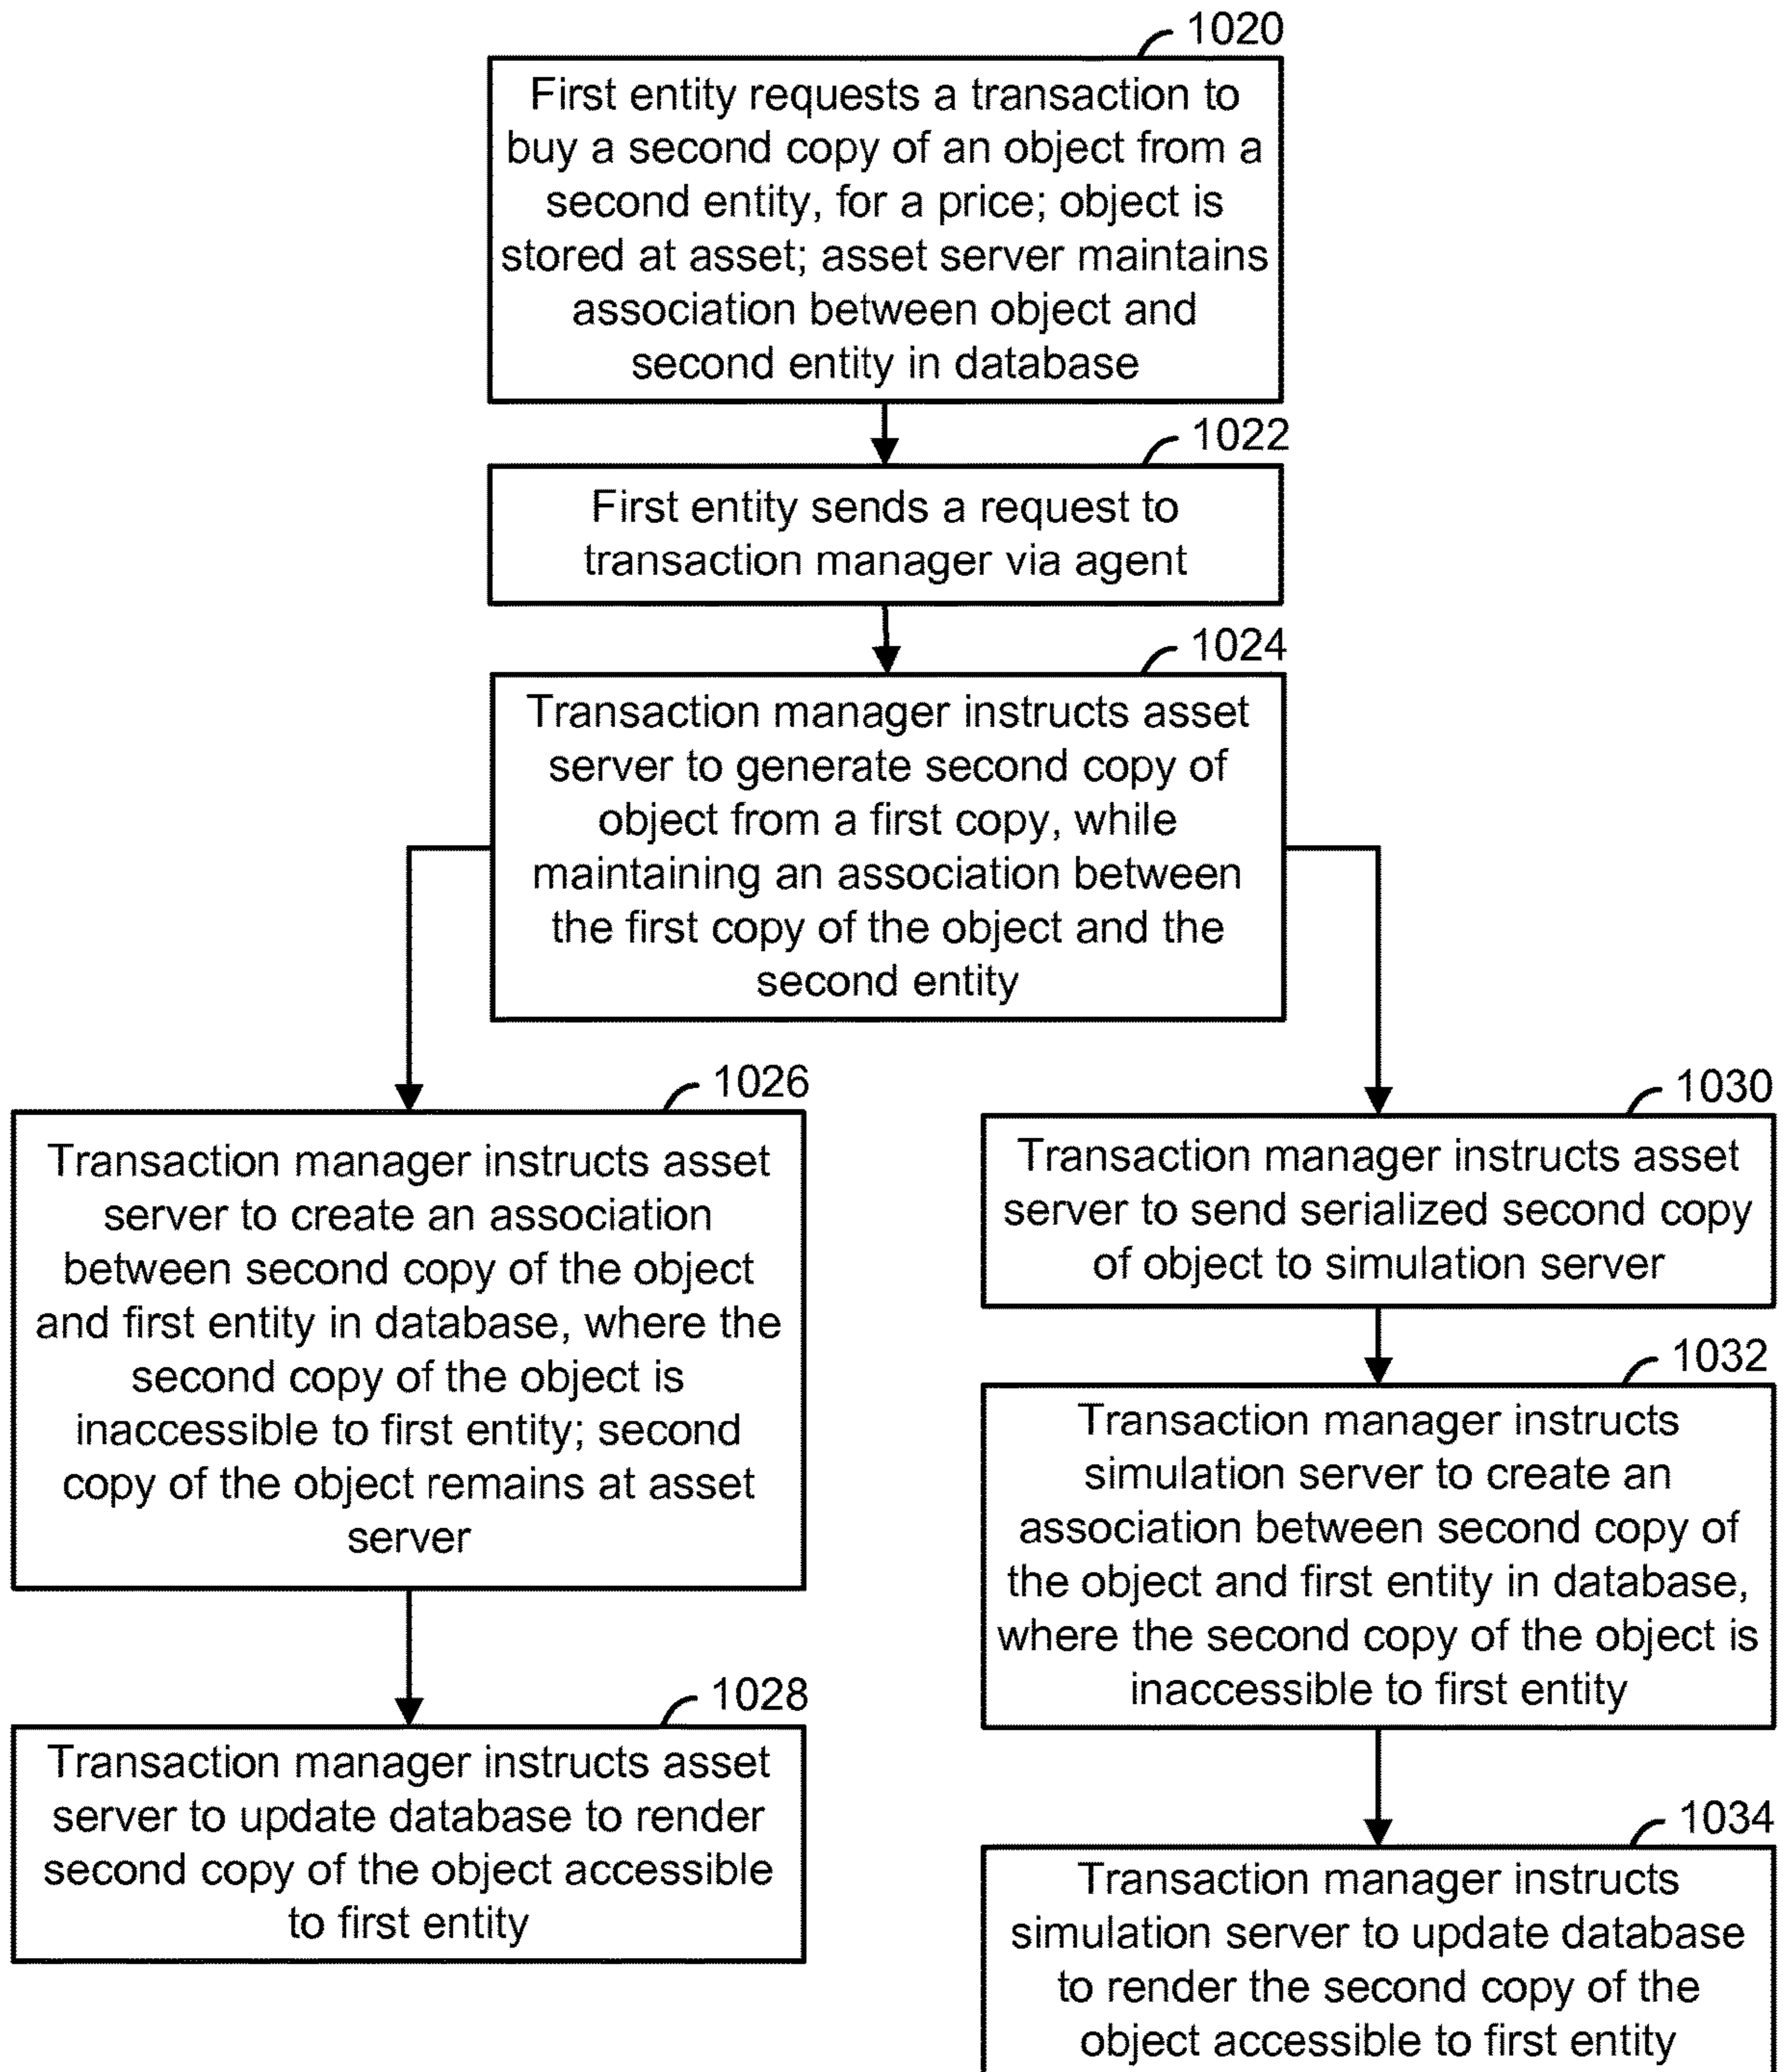 1020
First entity requests a transaction to
buy a second copy of an object from a
second entity, for a price; object is
stored at asset; asset server maintains
association between object and
second entity in database
1022
First entity sends a request to
transaction manager via agent
1024
Transaction manager instructs asset
server to generate second copy of
object from a first copy, while
maintaining an association between
the first copy of the object and the
second entity
1026
Transaction manager instructs asset
server to create an association
between second copy of the object
and first entity in database, where the
second copy of the object is
inaccessible to first entity; second
copy of the object remains at asset
server
1028
Transaction manager instructs asset
server to update database to render
second copy of the object accessible
to first entity
1030
Transaction manager instructs asset
server to send serialized second copy
of object to simulation server
1032
Transaction manager instructs
simulation server to create an
association between second copy of
the object and first entity in database,
where the second copy of the object is
inaccessible to first entity
1034
Transaction manager instructs
simulation server to update database
to render the second copy of the
object accessible to first entity